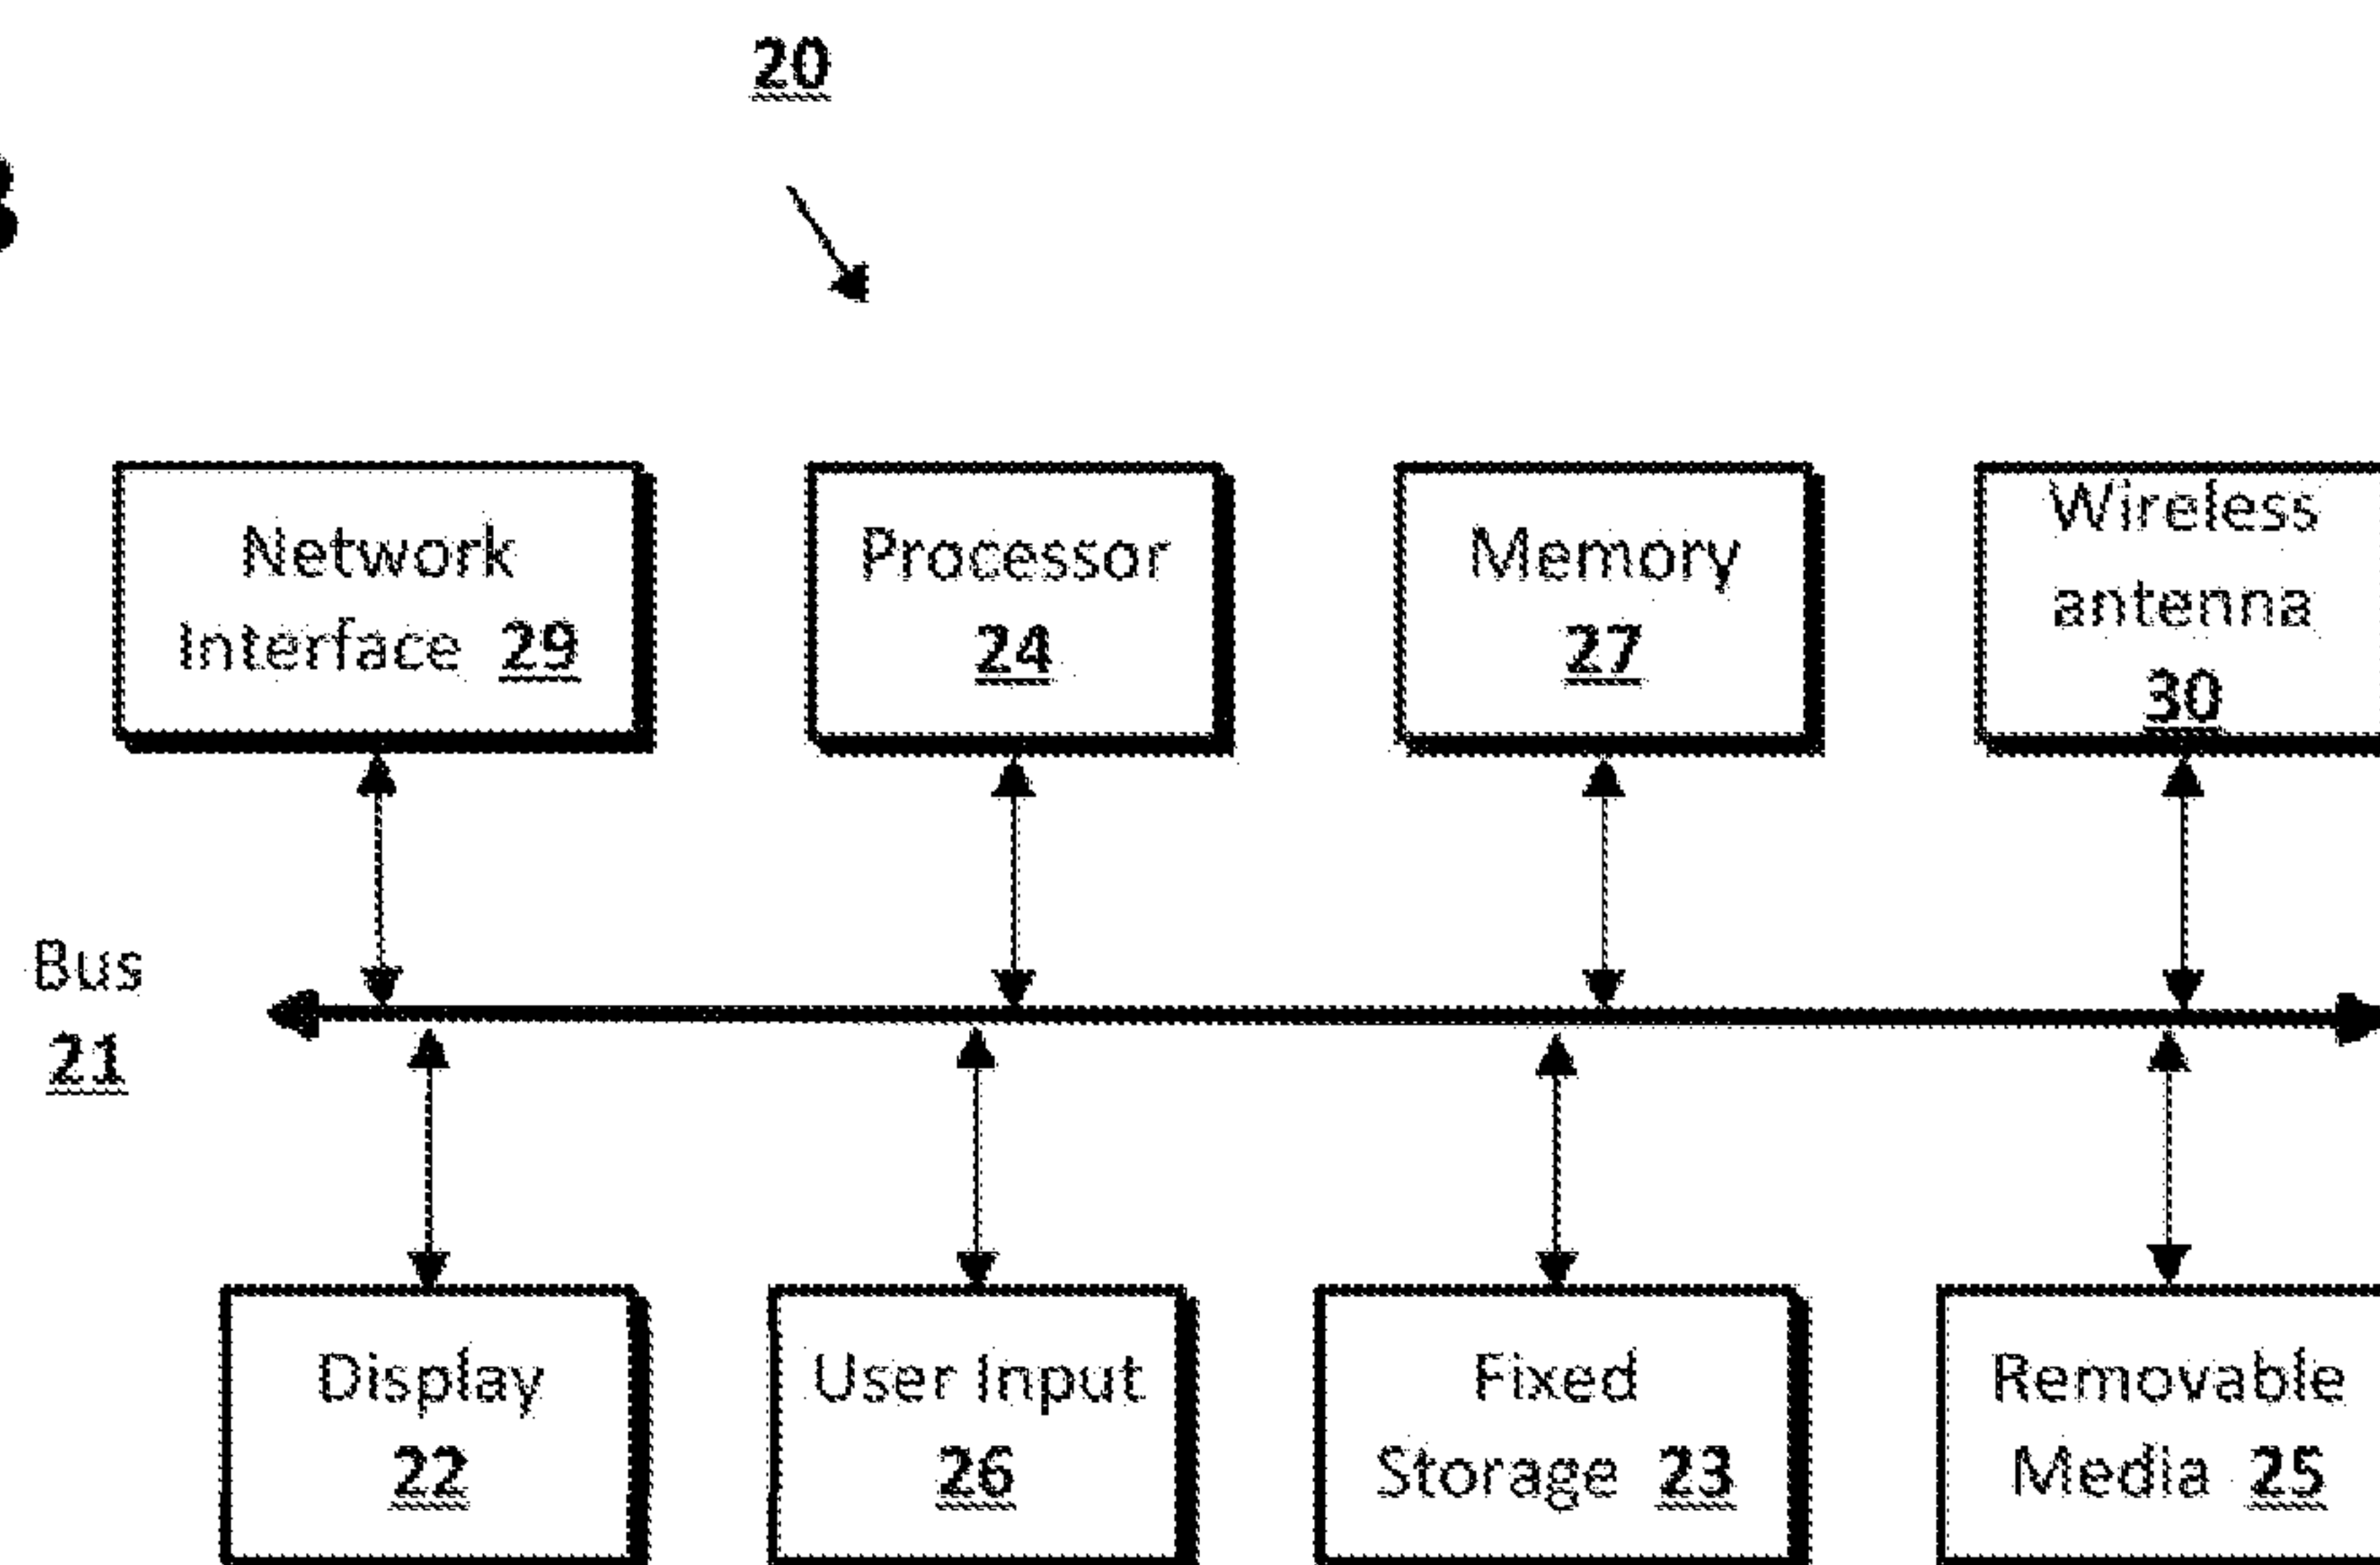 20
Network
Interface 29
Processor
24
Memory
27
Wireless
antenna
30
Bus
21
Display
22
User Input
26
Fixed
Storage 23
Removable
Media 25